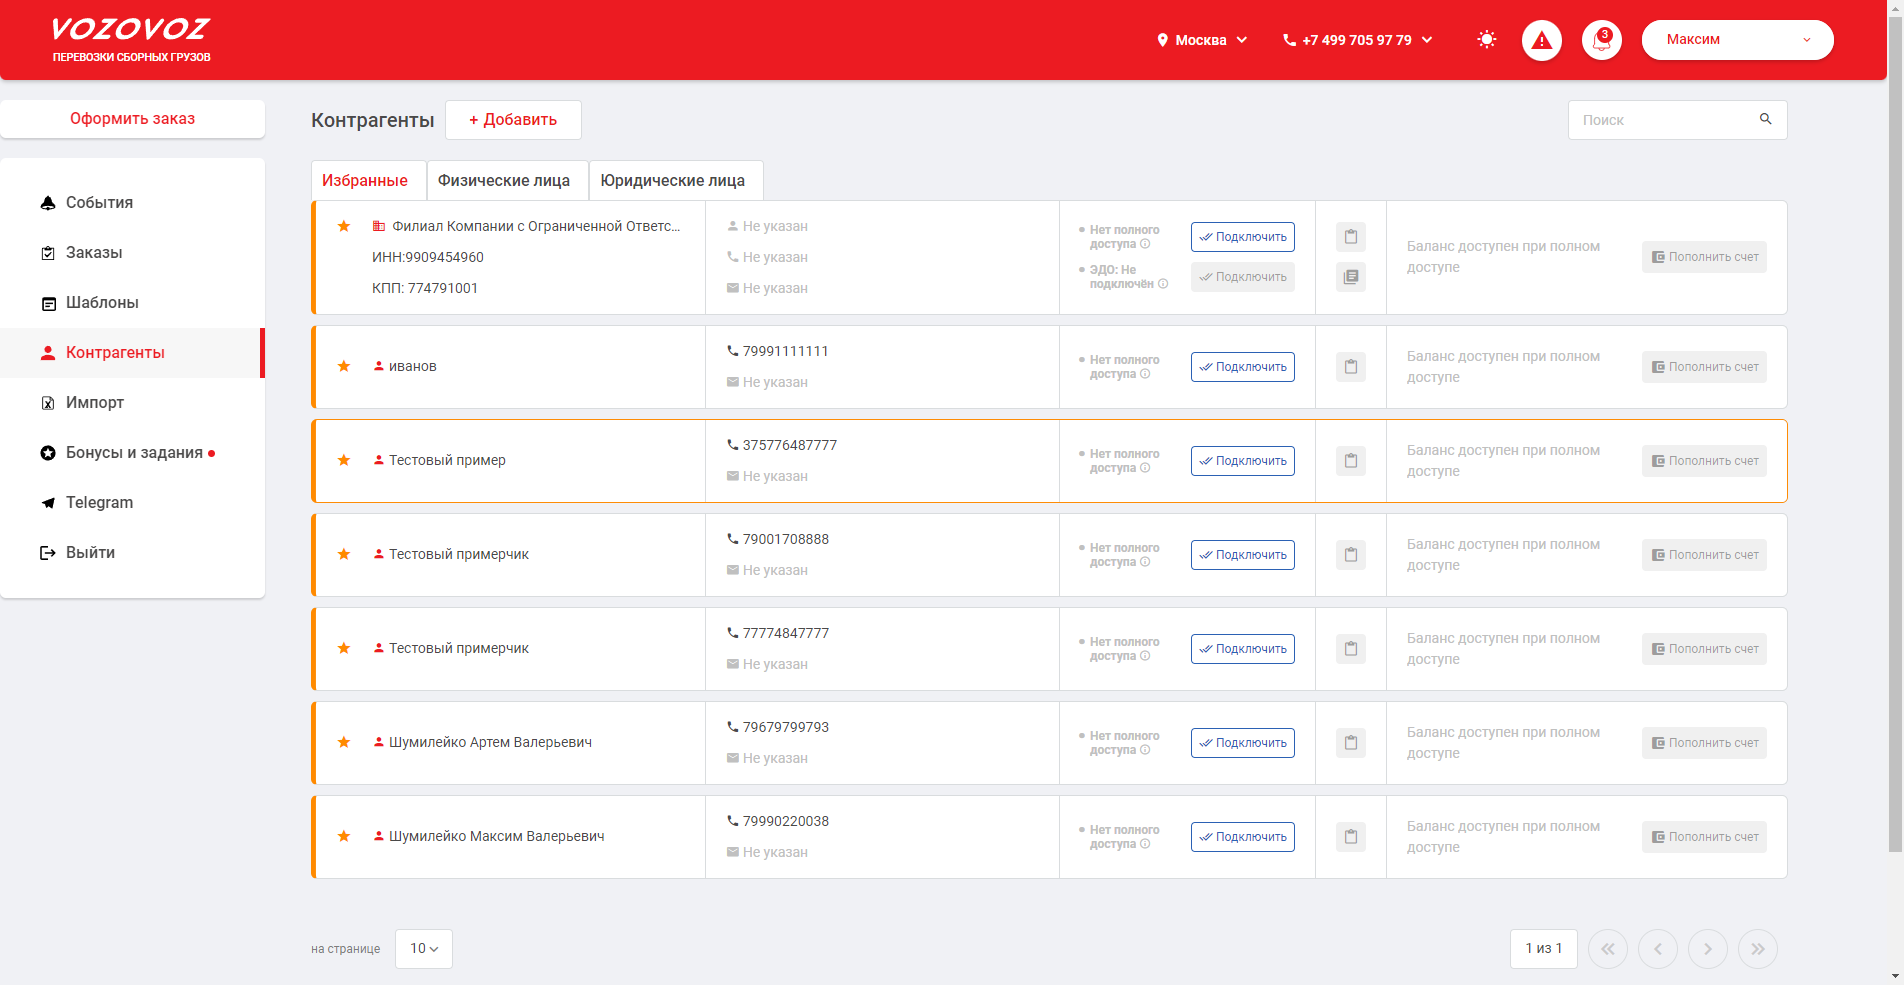 VOZOVOZ
ПЕРЕВОЗКИ СБОРНЫХ ГРУЗОВ
Москва
+7 499 705 97 79
3
Максим
Оформить заказ
События
Заказы
Шаблоны
Контрагенты
Импорт
Бонусы и задания
Telegram
Выйти
Контрагенты
+ Добавить
Поиск
Избранные
Физические лица
Юридические лица
Филиал Компании с Ограниченной Ответс...
ИНН:9909454960
КПП: 774791001
Не указан
Не указан
Не указан
Нет полного
доступа
Подключить
ЭДО: Не
подключён
Подключить
Баланс доступен при полном
доступе
Пополнить счет
иванов
79991111111
Не указан
Нет полного
доступа
Подключить
Баланс доступен при полном
доступе
Пополнить счет
Тестовый пример
375776487777
Не указан
Нет полного
доступа
Подключить
Баланс доступен при полном
доступе
Пополнить счет
Тестовый примерчик
79001708888
Не указан
Нет полного
доступа
Подключить
Баланс доступен при полном
доступе
Пополнить счет
Тестовый примерчик
77774847777
Не указан
Нет полного
доступа
Подключить
Баланс доступен при полном
доступе
Пополнить счет
Шумилейко Артем Валерьевич
79679799793
Не указан
Нет полного
доступа
Подключить
Баланс доступен при полном
доступе
Пополнить счет
Шумилейко Максим Валерьевич
79990220038
Не указан
Нет полного
доступа
Подключить
Баланс доступен при полном
доступе
Пополнить счет
на странице
10
1 из 1